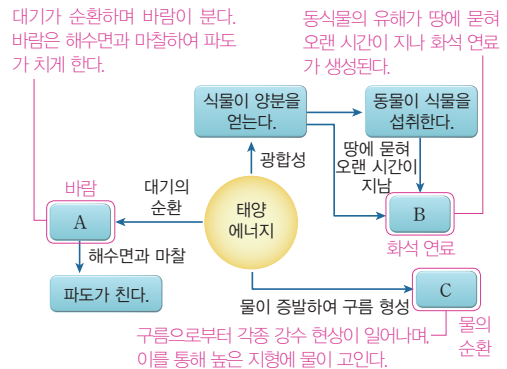 대기가 순환하며 바람이 분다.
바람은 해수면과 마찰하여 파도
가 치게 한다.
동식물의 유해가 땅에 묻혀
오랜 시간이 지나 화석 연료
가 생성된다.
식물이 양분을
얻는다.
동물이 식물을
섭취한다.
광합성
땅에 묻혀
오랜 시간이
지남
바람
A
대기의
순환
태양
에너지
B
화석 연료
해수면과 마찰
파도가 친다.
물이 증발하여 구름 형성
C
물의
순환
구름으로부터 각종 강수 현상이 일어나며,
이를 통해 높은 지형에 물이 고인다.